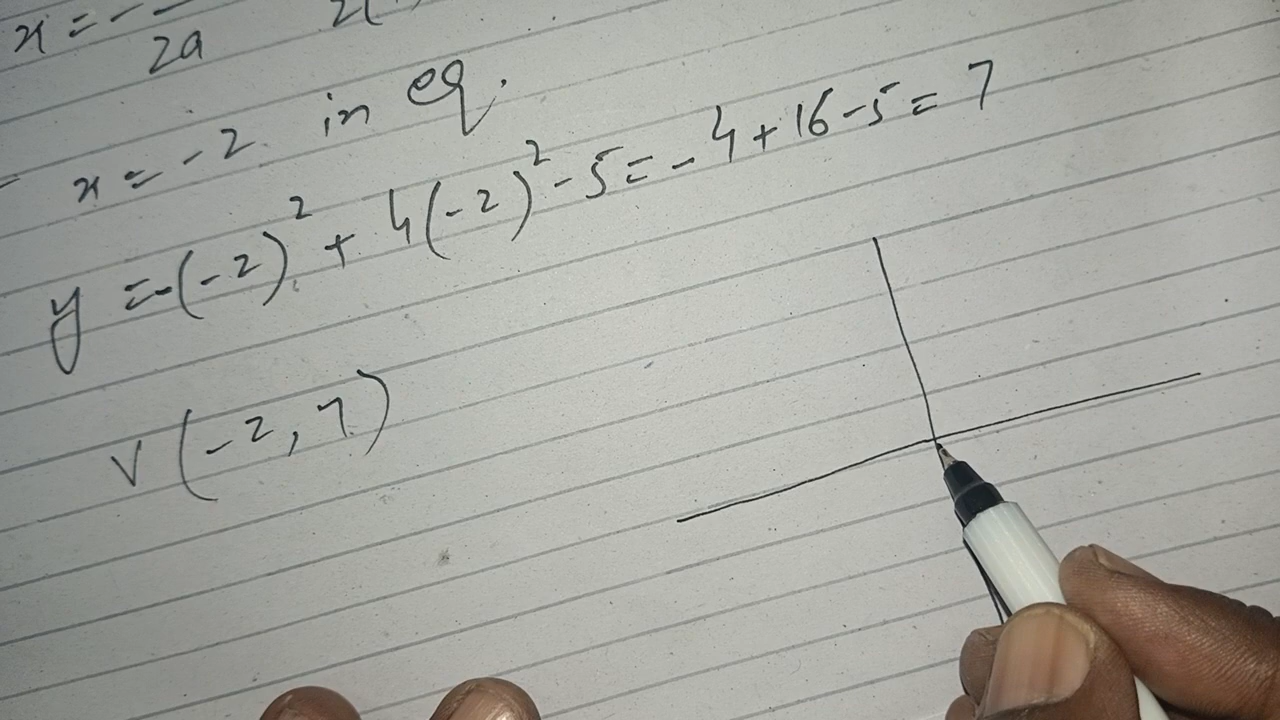 x = - 2a
x = -2 in eq.
y = -(-2)² + 4(-2)² - 5 = -4 + 16 - 5 = 7
V (-2, 7)